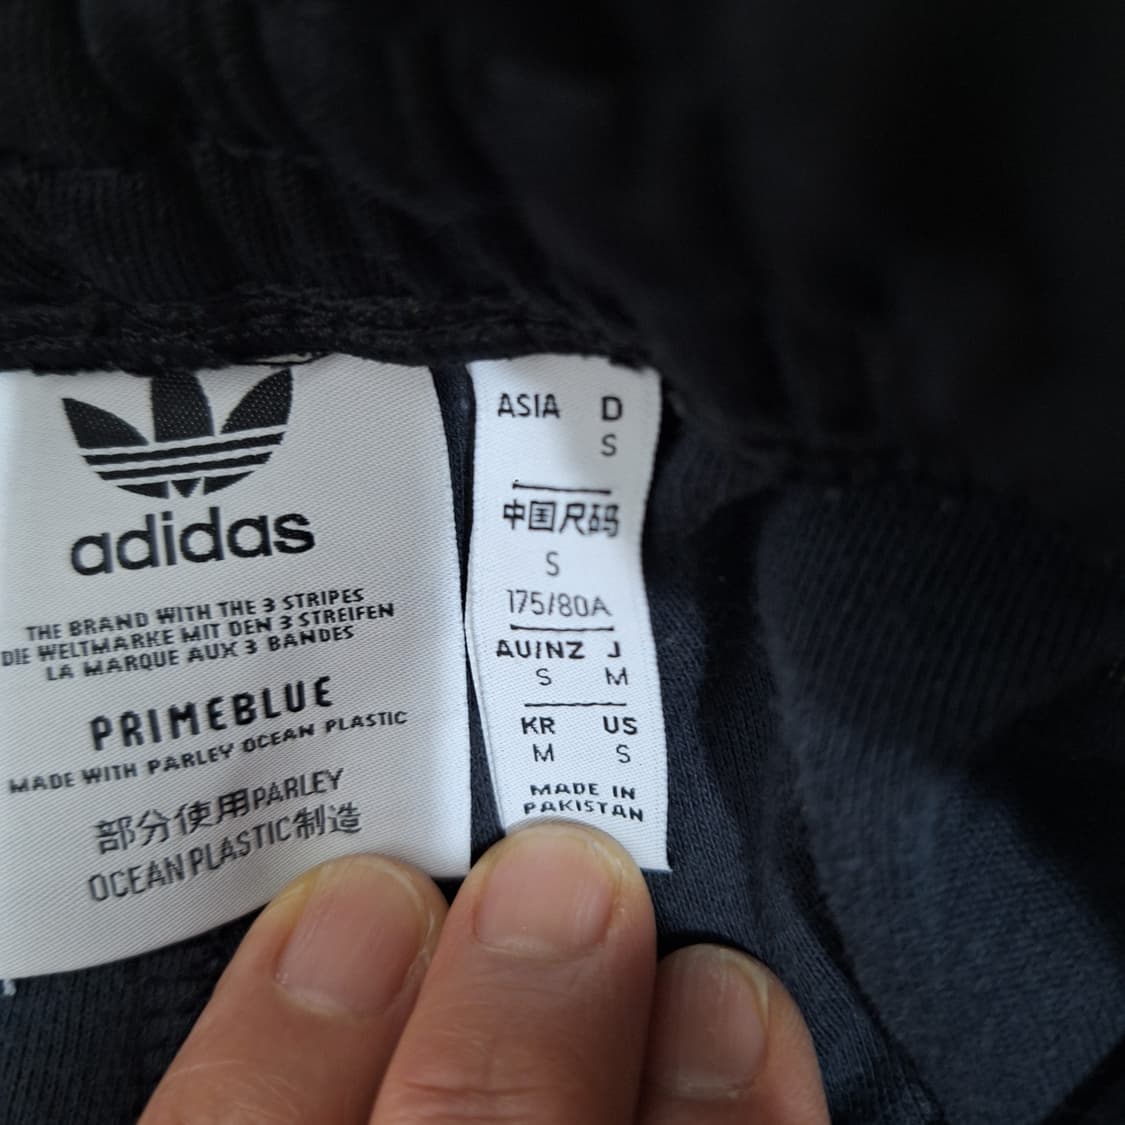 adidas
THE BRAND WITH THE 3 STRIPES
DIE WELTMARKE MIT DEN 3 STREIFEN
LA MARQUE AUX 3 BANDES
PRIMEBLUE
MADE WITH PARLEY OCEAN PLASTIC
部分使用PARLEY
OCEAN PLASTIC制造
ASIA D
S
中国尺码
S
175/80A
AU/NZ J
S M
KR US
M S
MADE IN
PAKISTAN